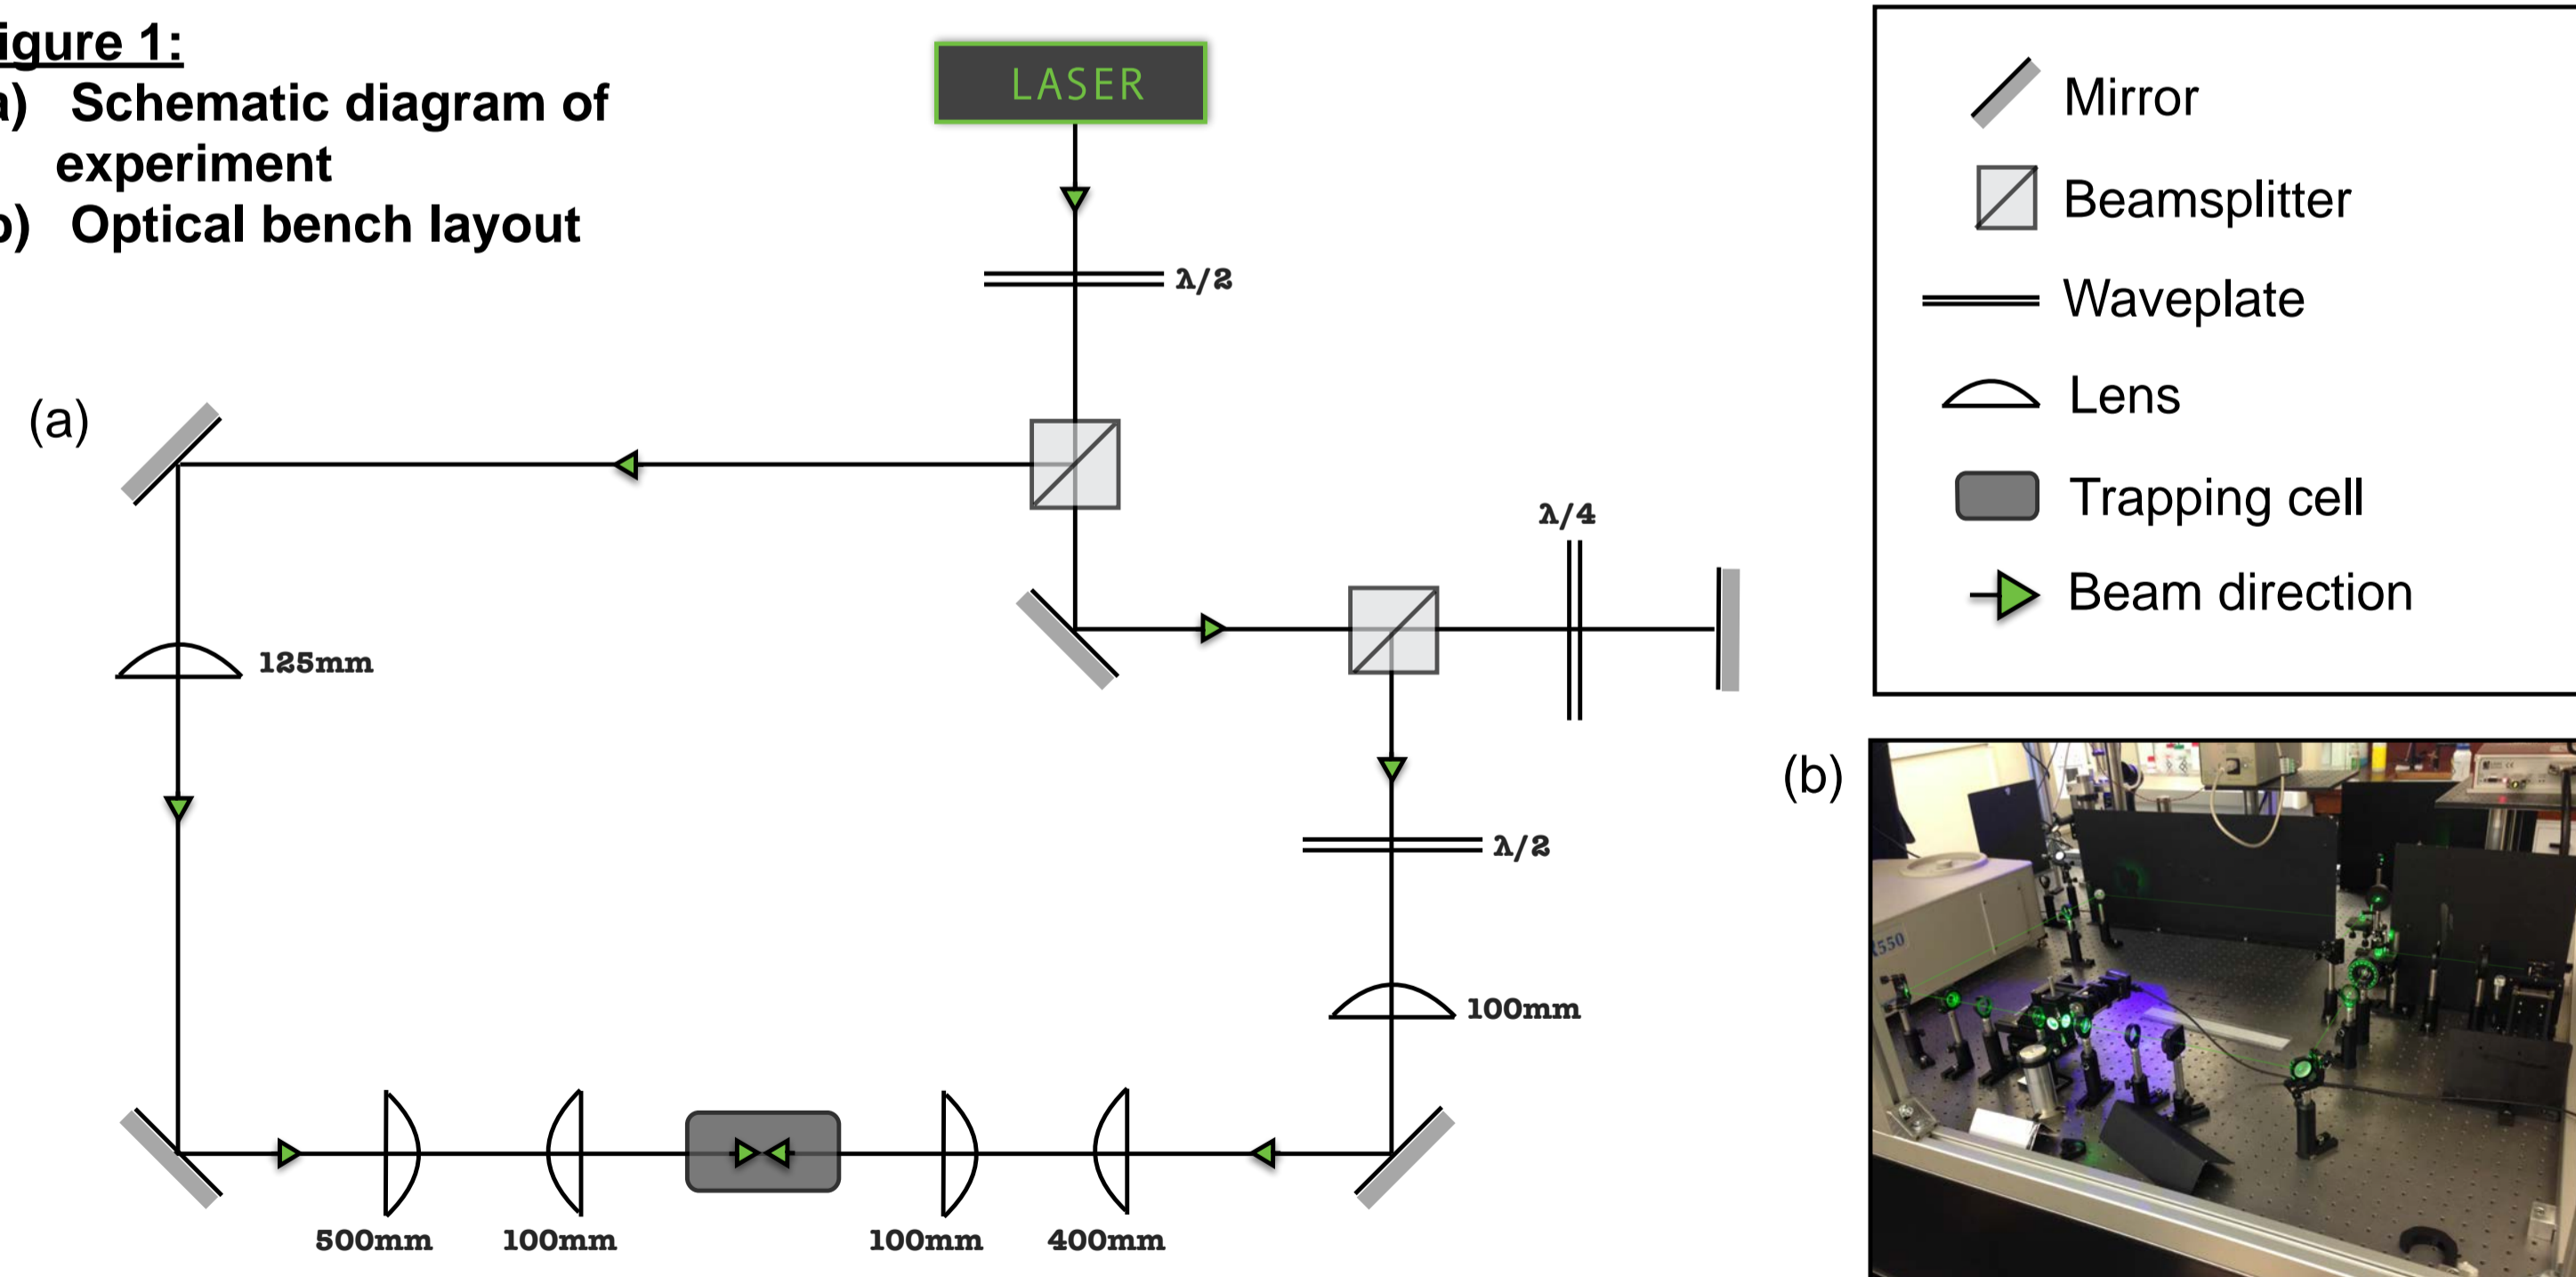 igure 1:
a) Schematic diagram of
experiment
b) Optical bench layout
LASER
λ/2
(a)
125mm
λ/4
λ/2
100mm
500mm
100mm
100mm
400mm
Mirror
Beamsplitter
Waveplate
Lens
Trapping cell
Beam direction
(b)
550